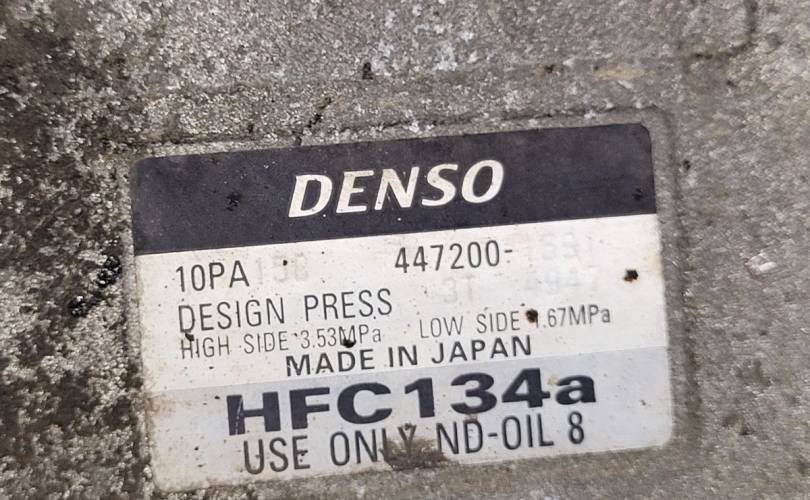 DENSO
10PA 447200-
DESIGN PRESS
HIGH SIDE 3.53MPa LOW SIDE 1.67MPa
MADE IN JAPAN
HFC134a
USE ONLY ND-OIL 8